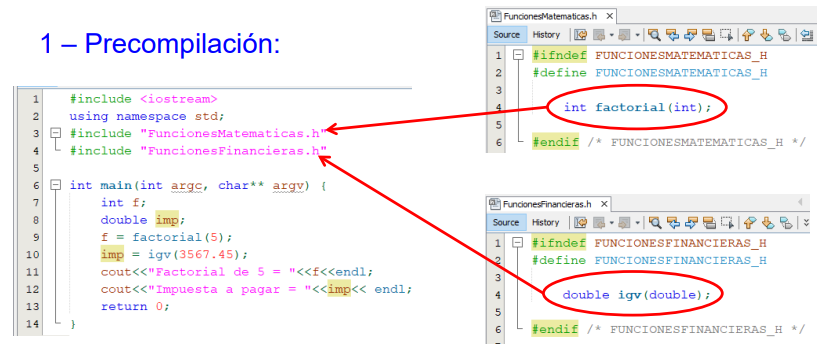 1 – Precompilación:
1 #include <iostream>
2 using namespace std;
3 #include "FuncionesMatematicas.h"
4 #include "FuncionesFinancieras.h"
5
6 int main(int argc, char** argv) {
7 int f;
8 double imp;
9 f = factorial(5);
10 imp = igv(3567.45);
11 cout<<"Factorial de 5 = "<<f<<endl;
12 cout<<"Impuesta a pagar = "<<imp<< endl;
13 return 0;
14 }
FuncionesMatematicas.h
Source History
1 #ifndef FUNCIONESMATEMATICAS_H
2 #define FUNCIONESMATEMATICAS_H
3
4 int factorial(int);
5
6 #endif /* FUNCIONESMATEMATICAS_H */
FuncionesFinancieras.h
Source History
1 #ifndef FUNCIONESFINANCIERAS_H
2 #define FUNCIONESFINANCIERAS_H
3
4 double igv(double);
5
6 #endif /* FUNCIONESFINANCIERAS_H */